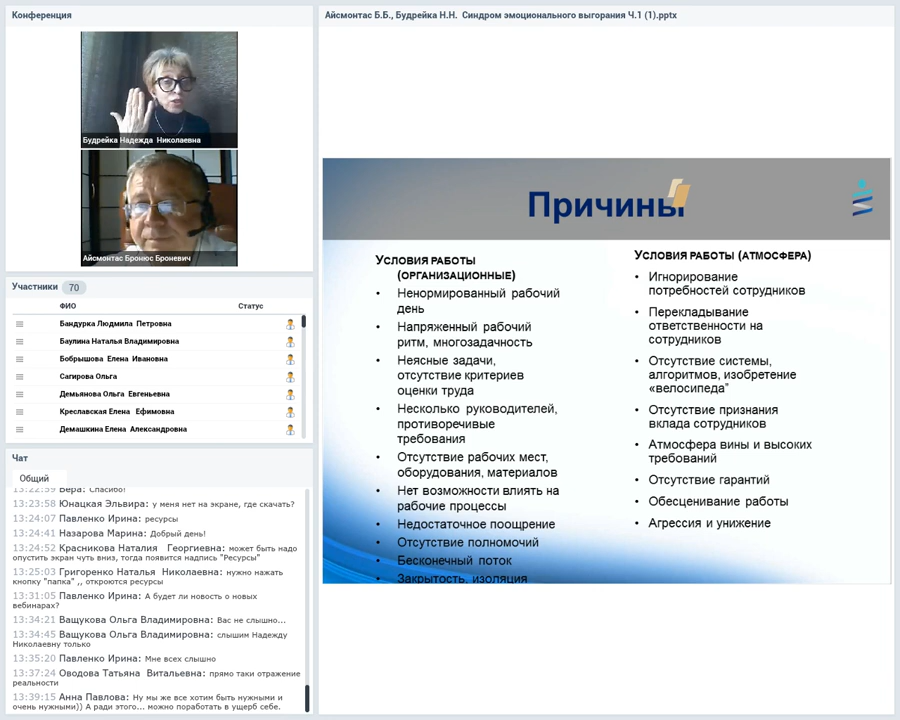 Конференция
Будрейка Надежда Николаевна
Айсмонтас Бронюс Броневич
Участники 70
ФИО Статус
Бандурка Людмила Петровна
Баулина Наталья Владимировна
Бобрышова Елена Ивановна
Сагирова Ольга
Демьянова Ольга Евгеньевна
Креславская Елена Ефимовна
Демашкина Елена Александровна
Чат
Общий
13:22:59 Вера: Спасибо!
13:23:58 Юнацкая Эльвира: у меня нет на экране, где скачать?
13:24:07 Павленко Ирина: ресурсы
13:24:41 Назарова Марина: Добрый день!
13:24:52 Красникова Наталия Георгиевна: может быть надо
опустить экран чуть вниз, тогда появится надпись "Ресурсы"
13:25:03 Григоренко Наталья Николаевна: нужно нажать
кнопку "папка" ,, откроются ресурсы
13:31:05 Павленко Ирина: А будет ли новость о новых
вебинарах?
13:34:21 Ващукова Ольга Владимировна: Вас не слышно...
13:34:45 Ващукова Ольга Владимировна: слышим Надежду
Николаевну только
13:35:20 Павленко Ирина: Мне всех слышно
13:37:24 Оводова Татьяна Витальевна: прямо таки отражение
реальности
13:39:15 Анна Павлова: Ну мы же все хотим быть нужными и
очень нужными)) А ради этого... можно поработать в ущерб себе.
Айсмонтас Б.Б., Будрейка Н.Н. Синдром эмоционального выгорания Ч.1 (1).pptx
Причины
УСЛОВИЯ РАБОТЫ
(ОРГАНИЗАЦИОННЫЕ)
• Ненормированный рабочий
день
• Напряженный рабочий
ритм, многозадачность
• Неясные задачи,
отсутствие критериев
оценки труда
• Несколько руководителей,
противоречивые
требования
• Отсутствие рабочих мест,
оборудования, материалов
• Нет возможности влиять на
рабочие процессы
• Недостаточное поощрение
• Отсутствие полномочий
• Бесконечный поток
• Закрытость, изоляция
УСЛОВИЯ РАБОТЫ (АТМОСФЕРА)
• Игнорирование
потребностей сотрудников
• Перекладывание
ответственности на
сотрудников
• Отсутствие системы,
алгоритмов, изобретение
«велосипеда"
• Отсутствие признания
вклада сотрудников
• Атмосфера вины и высоких
требований
• Отсутствие гарантий
• Обесценивание работы
• Агрессия и унижение